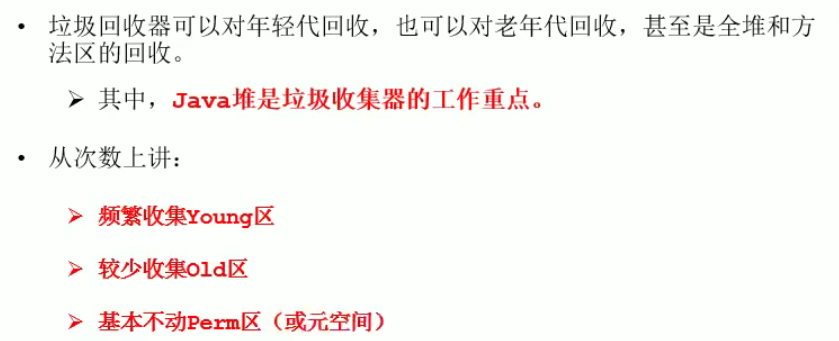 • 垃圾回收器可以对年轻代回收，也可以对老年代回收，甚至是全堆和方
法区的回收。
➢ 其中，Java堆是垃圾收集器的工作重点。
• 从次数上讲：
➢ 频繁收集Young区
➢ 较少收集Old区
➢ 基本不动Perm区（或元空间）